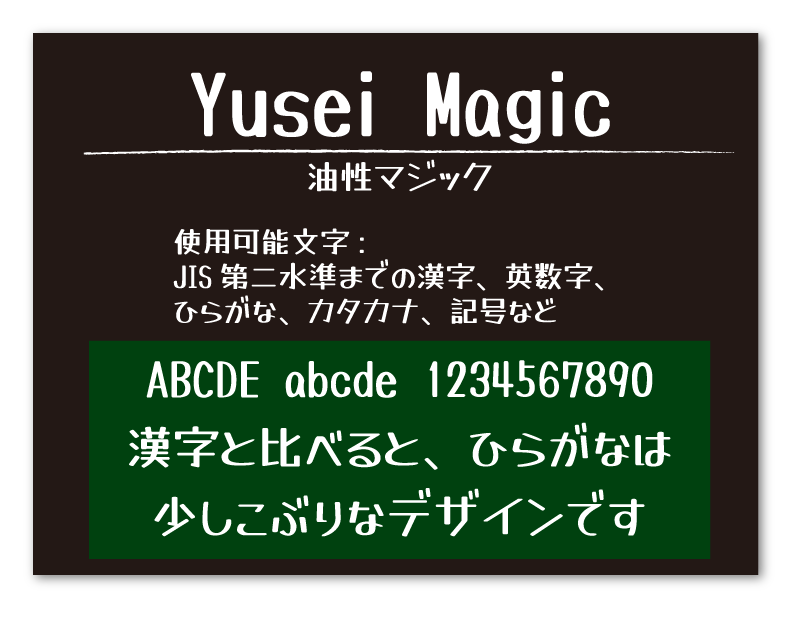 Yusei Magic
油性マジック
使用可能文字:
JIS 第二水準までの漢字、英数字、
ひらがな、カタカナ、記号など
ABCDE abcde 1234567890
漢字と比べると、ひらがなは
少しこぶりなデザインです